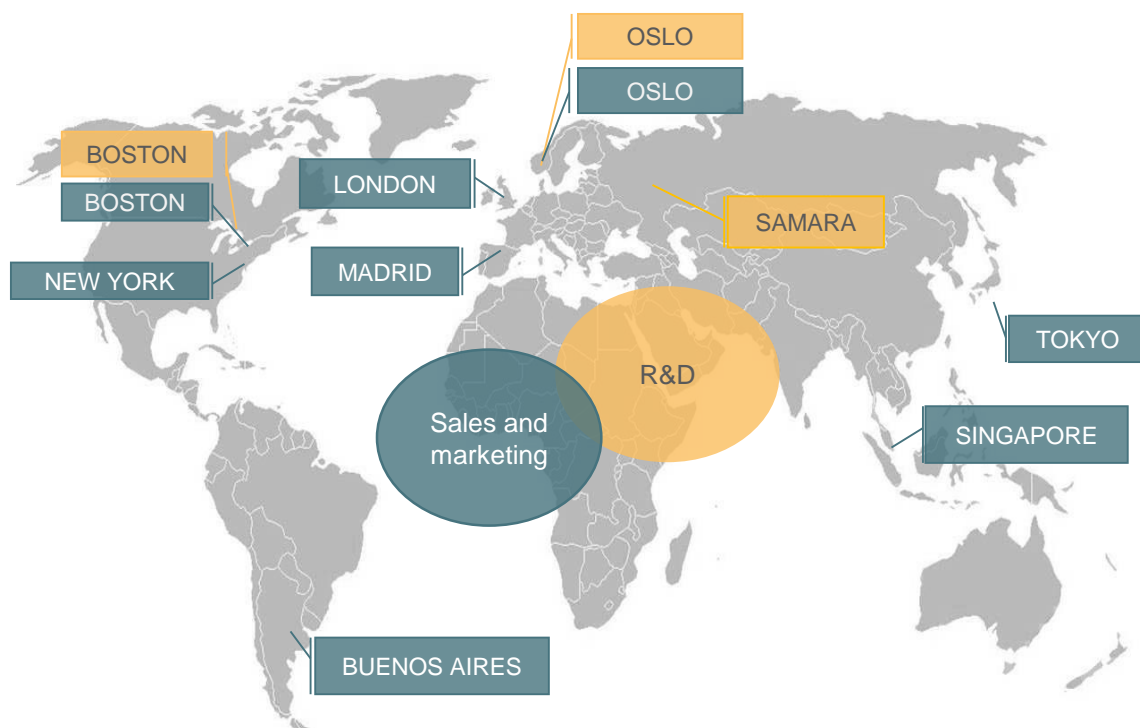 OSLO
OSLO
BOSTON
BOSTON
LONDON
SAMARA
NEW YORK
MADRID
TOKYO
R&D
Sales and
marketing
SINGAPORE
BUENOS AIRES